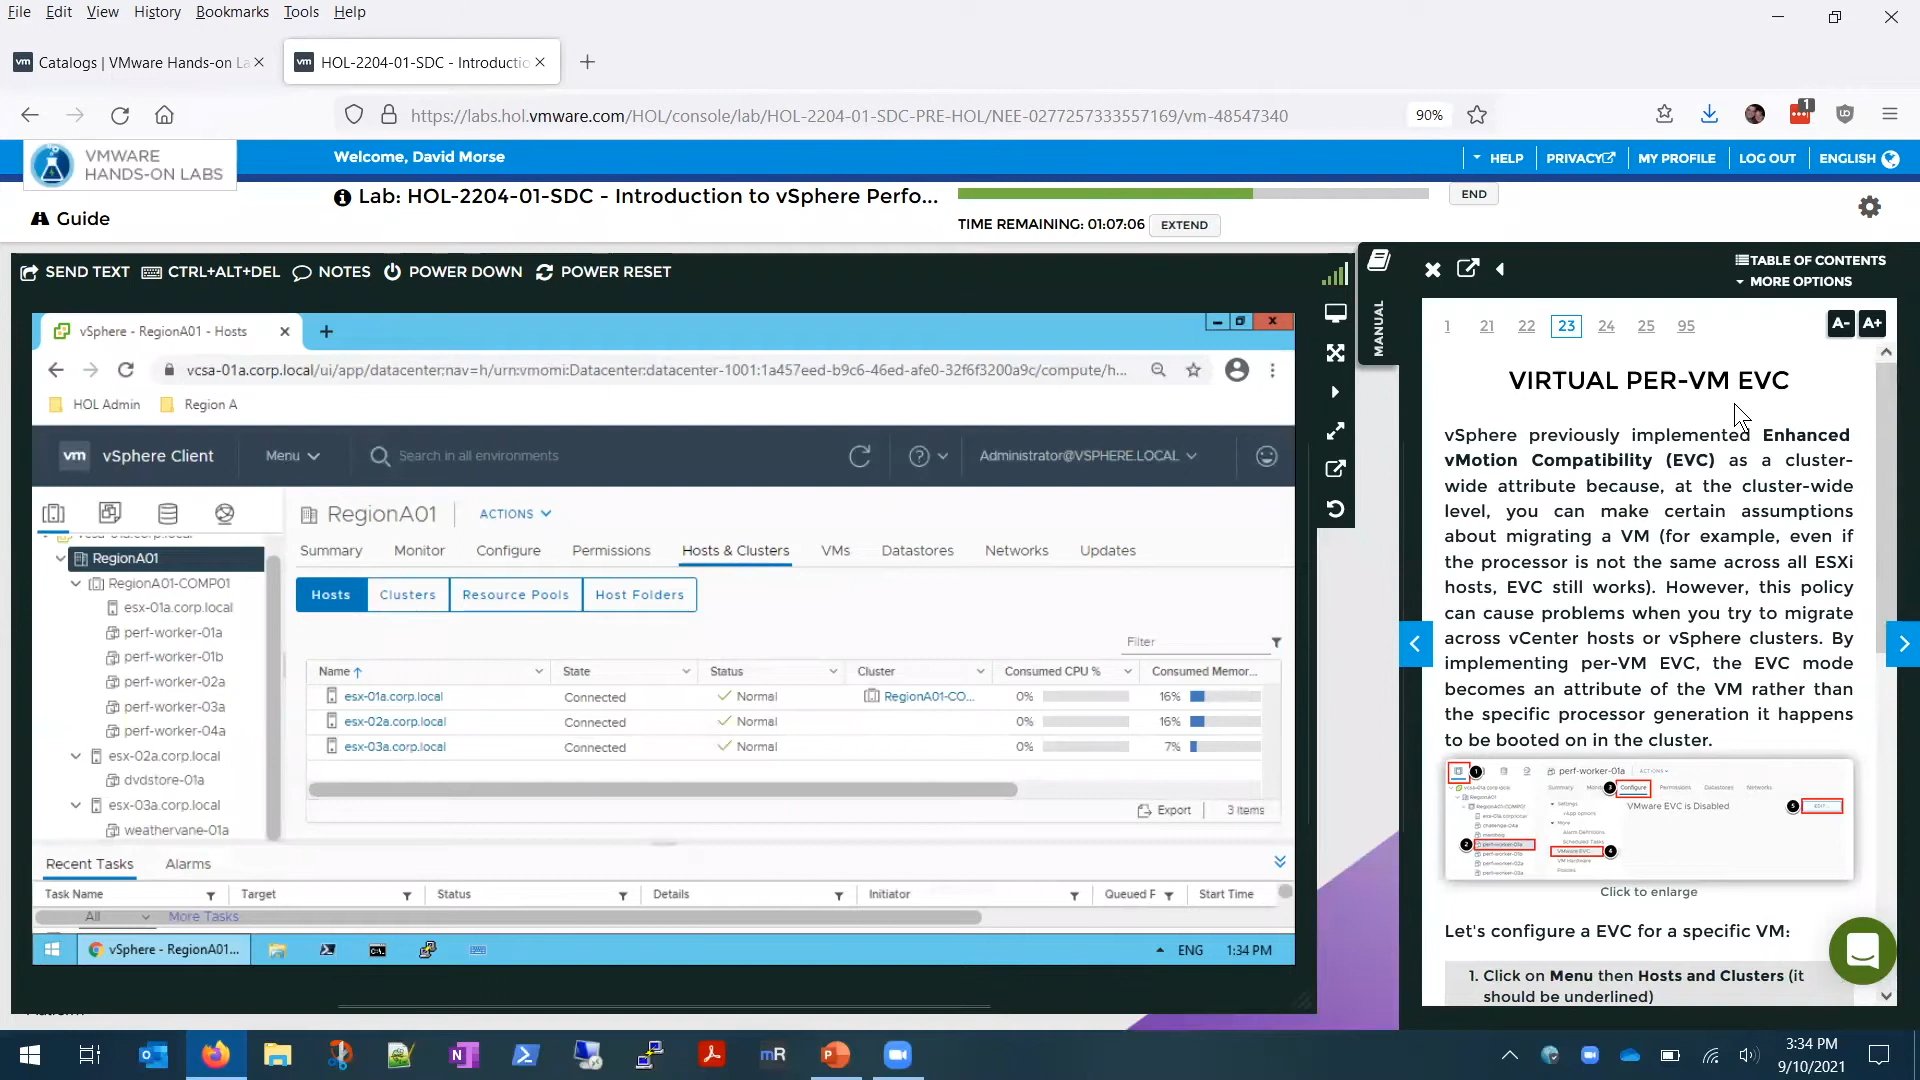 File Edit View History Bookmarks Tools Help
Catalogs | VMware Hands-on La
HOL-2204-01-SDC - Introductio
https://labs.hol.vmware.com/HOL/console/lab/HOL-2204-01-SDC-PRE-HOL/NEE-0277257333557169/vm-48547340
90%
1
VMWARE
HANDS-ON LABS
Welcome, David Morse
HELP PRIVACY MY PROFILE LOG OUT ENGLISH
Guide
Lab: HOL-2204-01-SDC - Introduction to vSphere Perfo...
END
TIME REMAINING: 01:07:06 EXTEND
SEND TEXT CTRL+ALT+DEL NOTES POWER DOWN POWER RESET
vSphere - RegionA01 - Hosts
vcsa-01a.corp.local/ui/app/datacenter;nav=h/urn:vmomi:Datacenter:datacenter-1001:1a457eed-b9c6-46ed-afe0-32f6f3200a9c/compute/h...
HOL Admin Region A
vm vSphere Client Menu Search in all environments Administrator@VSPHERE.LOCAL
RegionA01 ACTIONS
Summary Monitor Configure Permissions Hosts & Clusters VMs Datastores Networks Updates
Hosts Clusters Resource Pools Host Folders
RegionA01
RegionA01-COMP01
esx-01a.corp.local
perf-worker-01a
perf-worker-01b
perf-worker-02a
perf-worker-03a
perf-worker-04a
esx-02a.corp.local
dvdstore-01a
esx-03a.corp.local
weathervane-01a
Filter
Name State Status Cluster Consumed CPU % Consumed Memor...
esx-01a.corp.local Connected Normal RegionA01-CO... 0% 16%
esx-02a.corp.local Connected Normal 0% 16%
esx-03a.corp.local Connected Normal 0% 7%
Export 3 items
Recent Tasks Alarms
Task Name Target Status Details Initiator Queued F Start Time
All More Tasks
vSphere - RegionA01...
ENG 1:34 PM
MANUAL
TABLE OF CONTENTS
MORE OPTIONS
1 21 22 23 24 25 95
A- A+
VIRTUAL PER-VM EVC
vSphere previously implemented Enhanced
vMotion Compatibility (EVC) as a cluster-
wide attribute because, at the cluster-wide
level, you can make certain assumptions
about migrating a VM (for example, even if
the processor is not the same across all ESXi
hosts, EVC still works). However, this policy
can cause problems when you try to migrate
across vCenter hosts or vSphere clusters. By
implementing per-VM EVC, the EVC mode
becomes an attribute of the VM rather than
the specific processor generation it happens
to be booted on in the cluster.
perf-worker-01a
VMware EVC is Disabled
Click to enlarge
Let's configure a EVC for a specific VM:
1. Click on Menu then Hosts and Clusters (it
should be underlined)
3:34 PM
9/10/2021